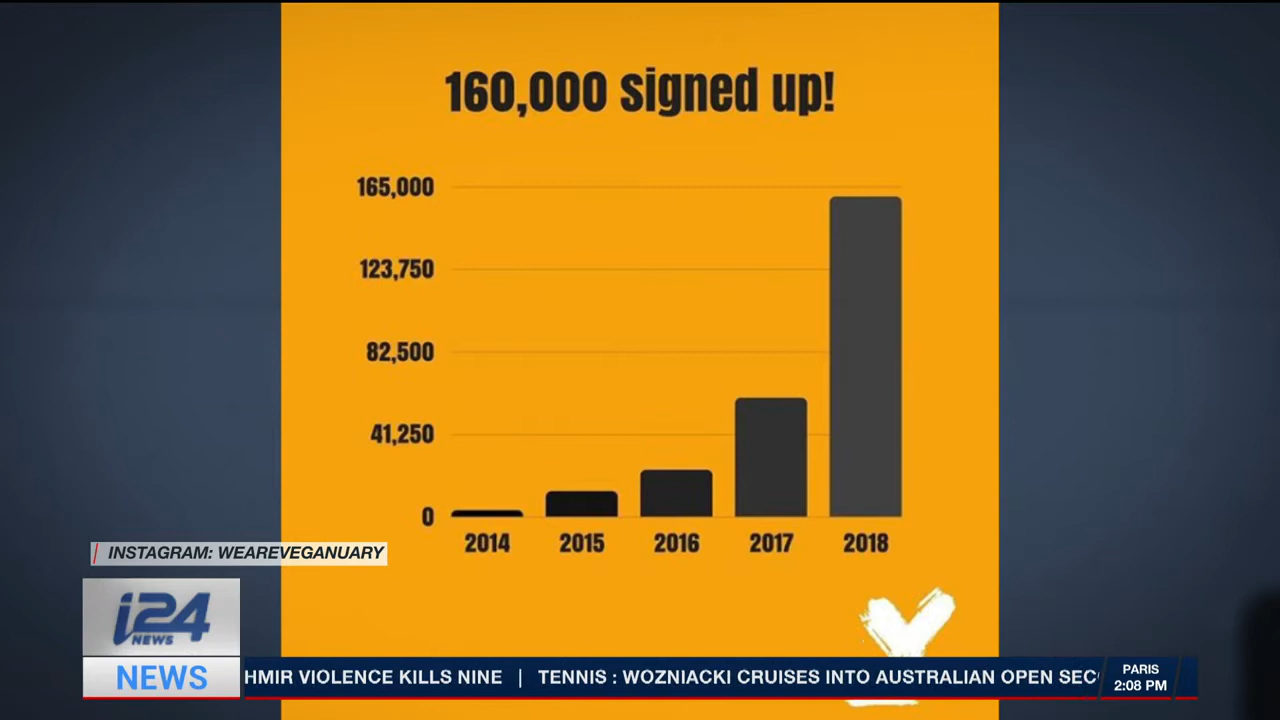 160,000 signed up!
165,000
123,750
82,500
41,250
0
2014 2015 2016 2017 2018
INSTAGRAM: WEAREVEGANUARY
i24
NEWS
NEWS
HMIR VIOLENCE KILLS NINE | TENNIS : WOZNIACKI CRUISES INTO AUSTRALIAN OPEN SEC
PARIS
2:08 PM